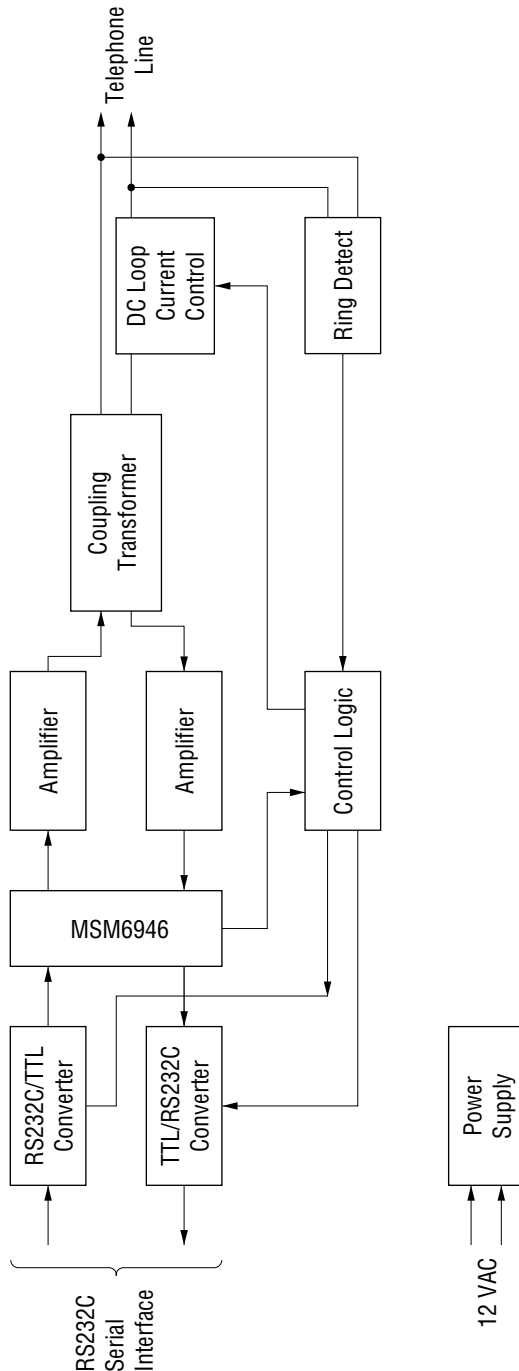 RS232C
Serial
Interface
RS232C/TTL
Converter
TTL/RS232C
Converter
MSM6946
Amplifier
Amplifier
Coupling
Transformer
DC Loop
Current
Control
Telephone
Line
Control Logic
Ring Detect
12 VAC
Power
Supply